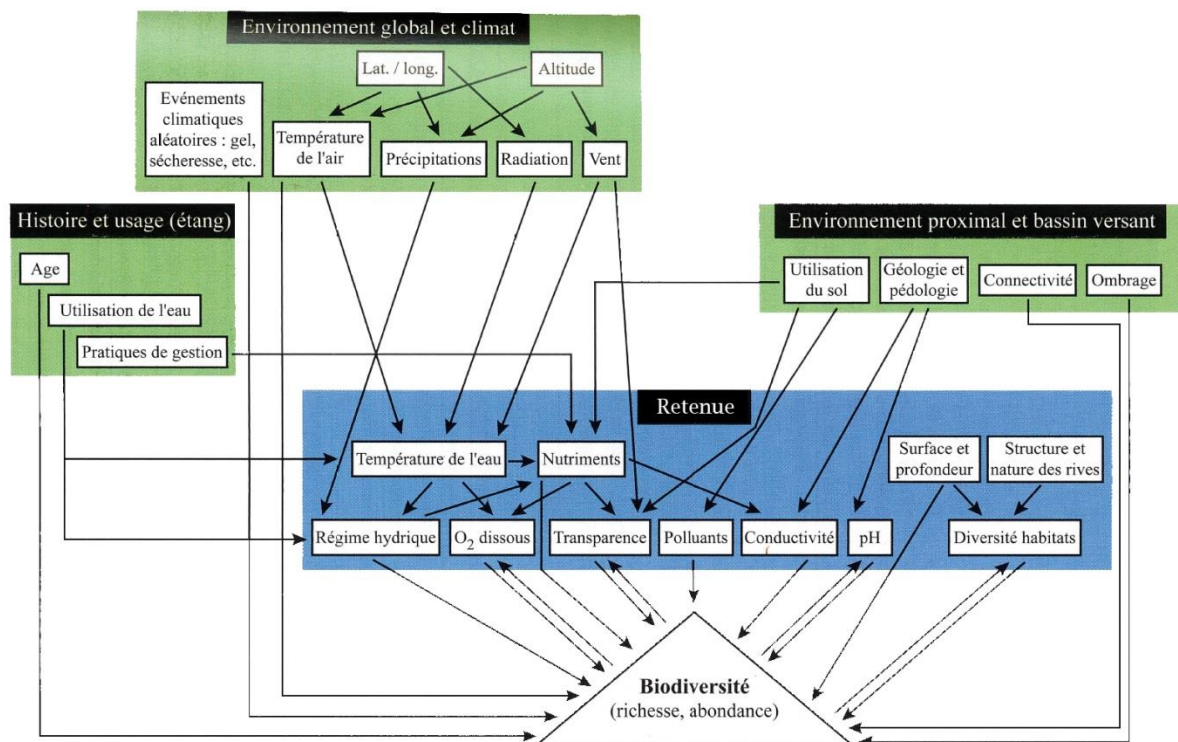 Environnement global et climat
Lat. / long.
Altitude
Evénements
climatiques
aléatoires : gel,
sécheresse, etc.
Température
de l'air
Précipitations
Radiation
Vent
Histoire et usage (étang)
Age
Utilisation de l'eau
Pratiques de gestion
Environnement proximal et bassin versant
Utilisation
du sol
Géologie et
pédologie
Connectivité
Ombrage
Retenue
Température de l'eau
Nutriments
Surface et
profondeur
Structure et
nature des rives
Régime hydrique
O2 dissous
Transparence
Polluants
Conductivité
pH
Diversité habitats
Biodiversité
(richesse, abondance)